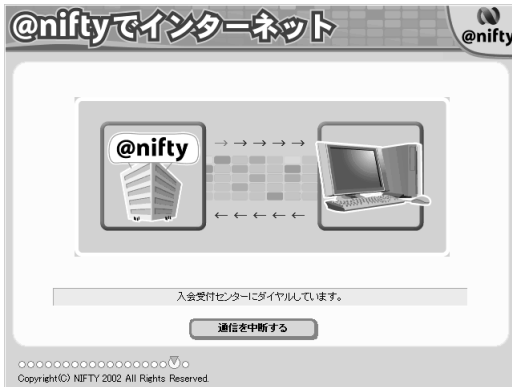 @niftyでインターネット
@nifty
@nifty
→ → → → →
← ← ← ← ←
入会受付センターにダイヤルしています。
通信を中断する
Copyright(C) NIFTY 2002 All Rights Reserved.